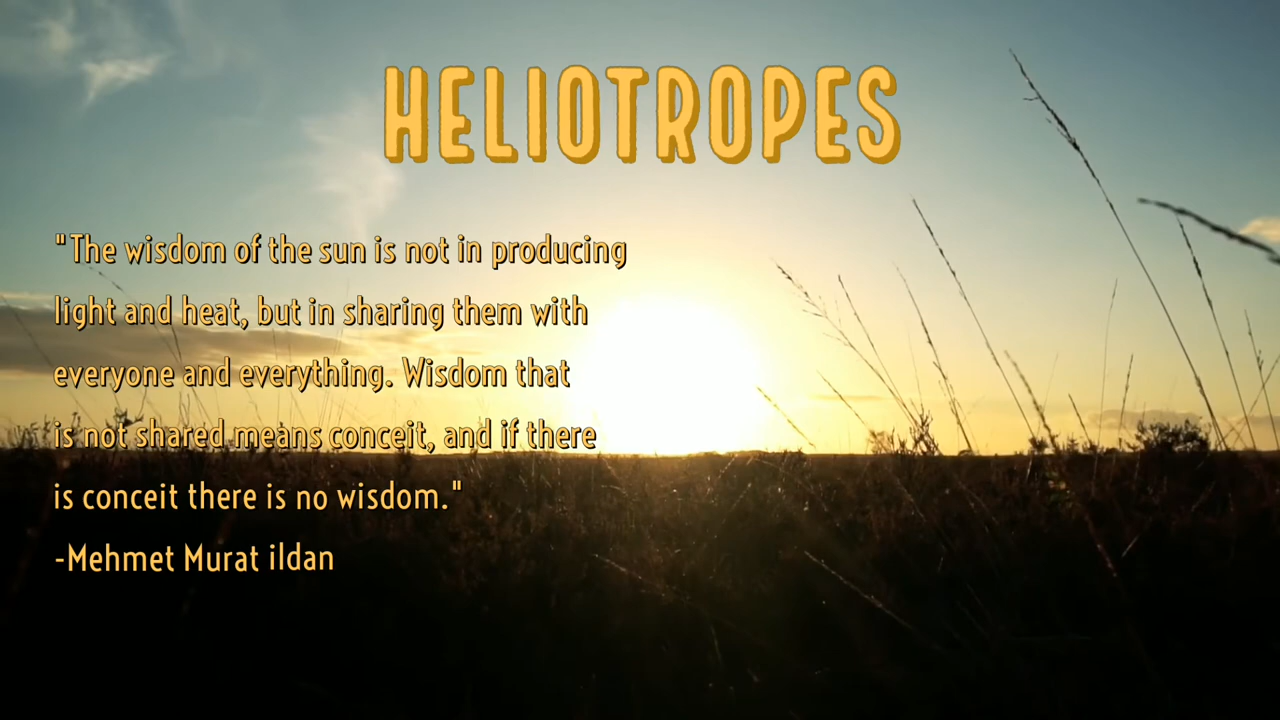 HELIOTROPES
"The wisdom of the sun is not in producing
light and heat, but in sharing them with
everyone and everything. Wisdom that
is not shared means conceit, and if there
is conceit there is no wisdom."
-Mehmet Murat ildan